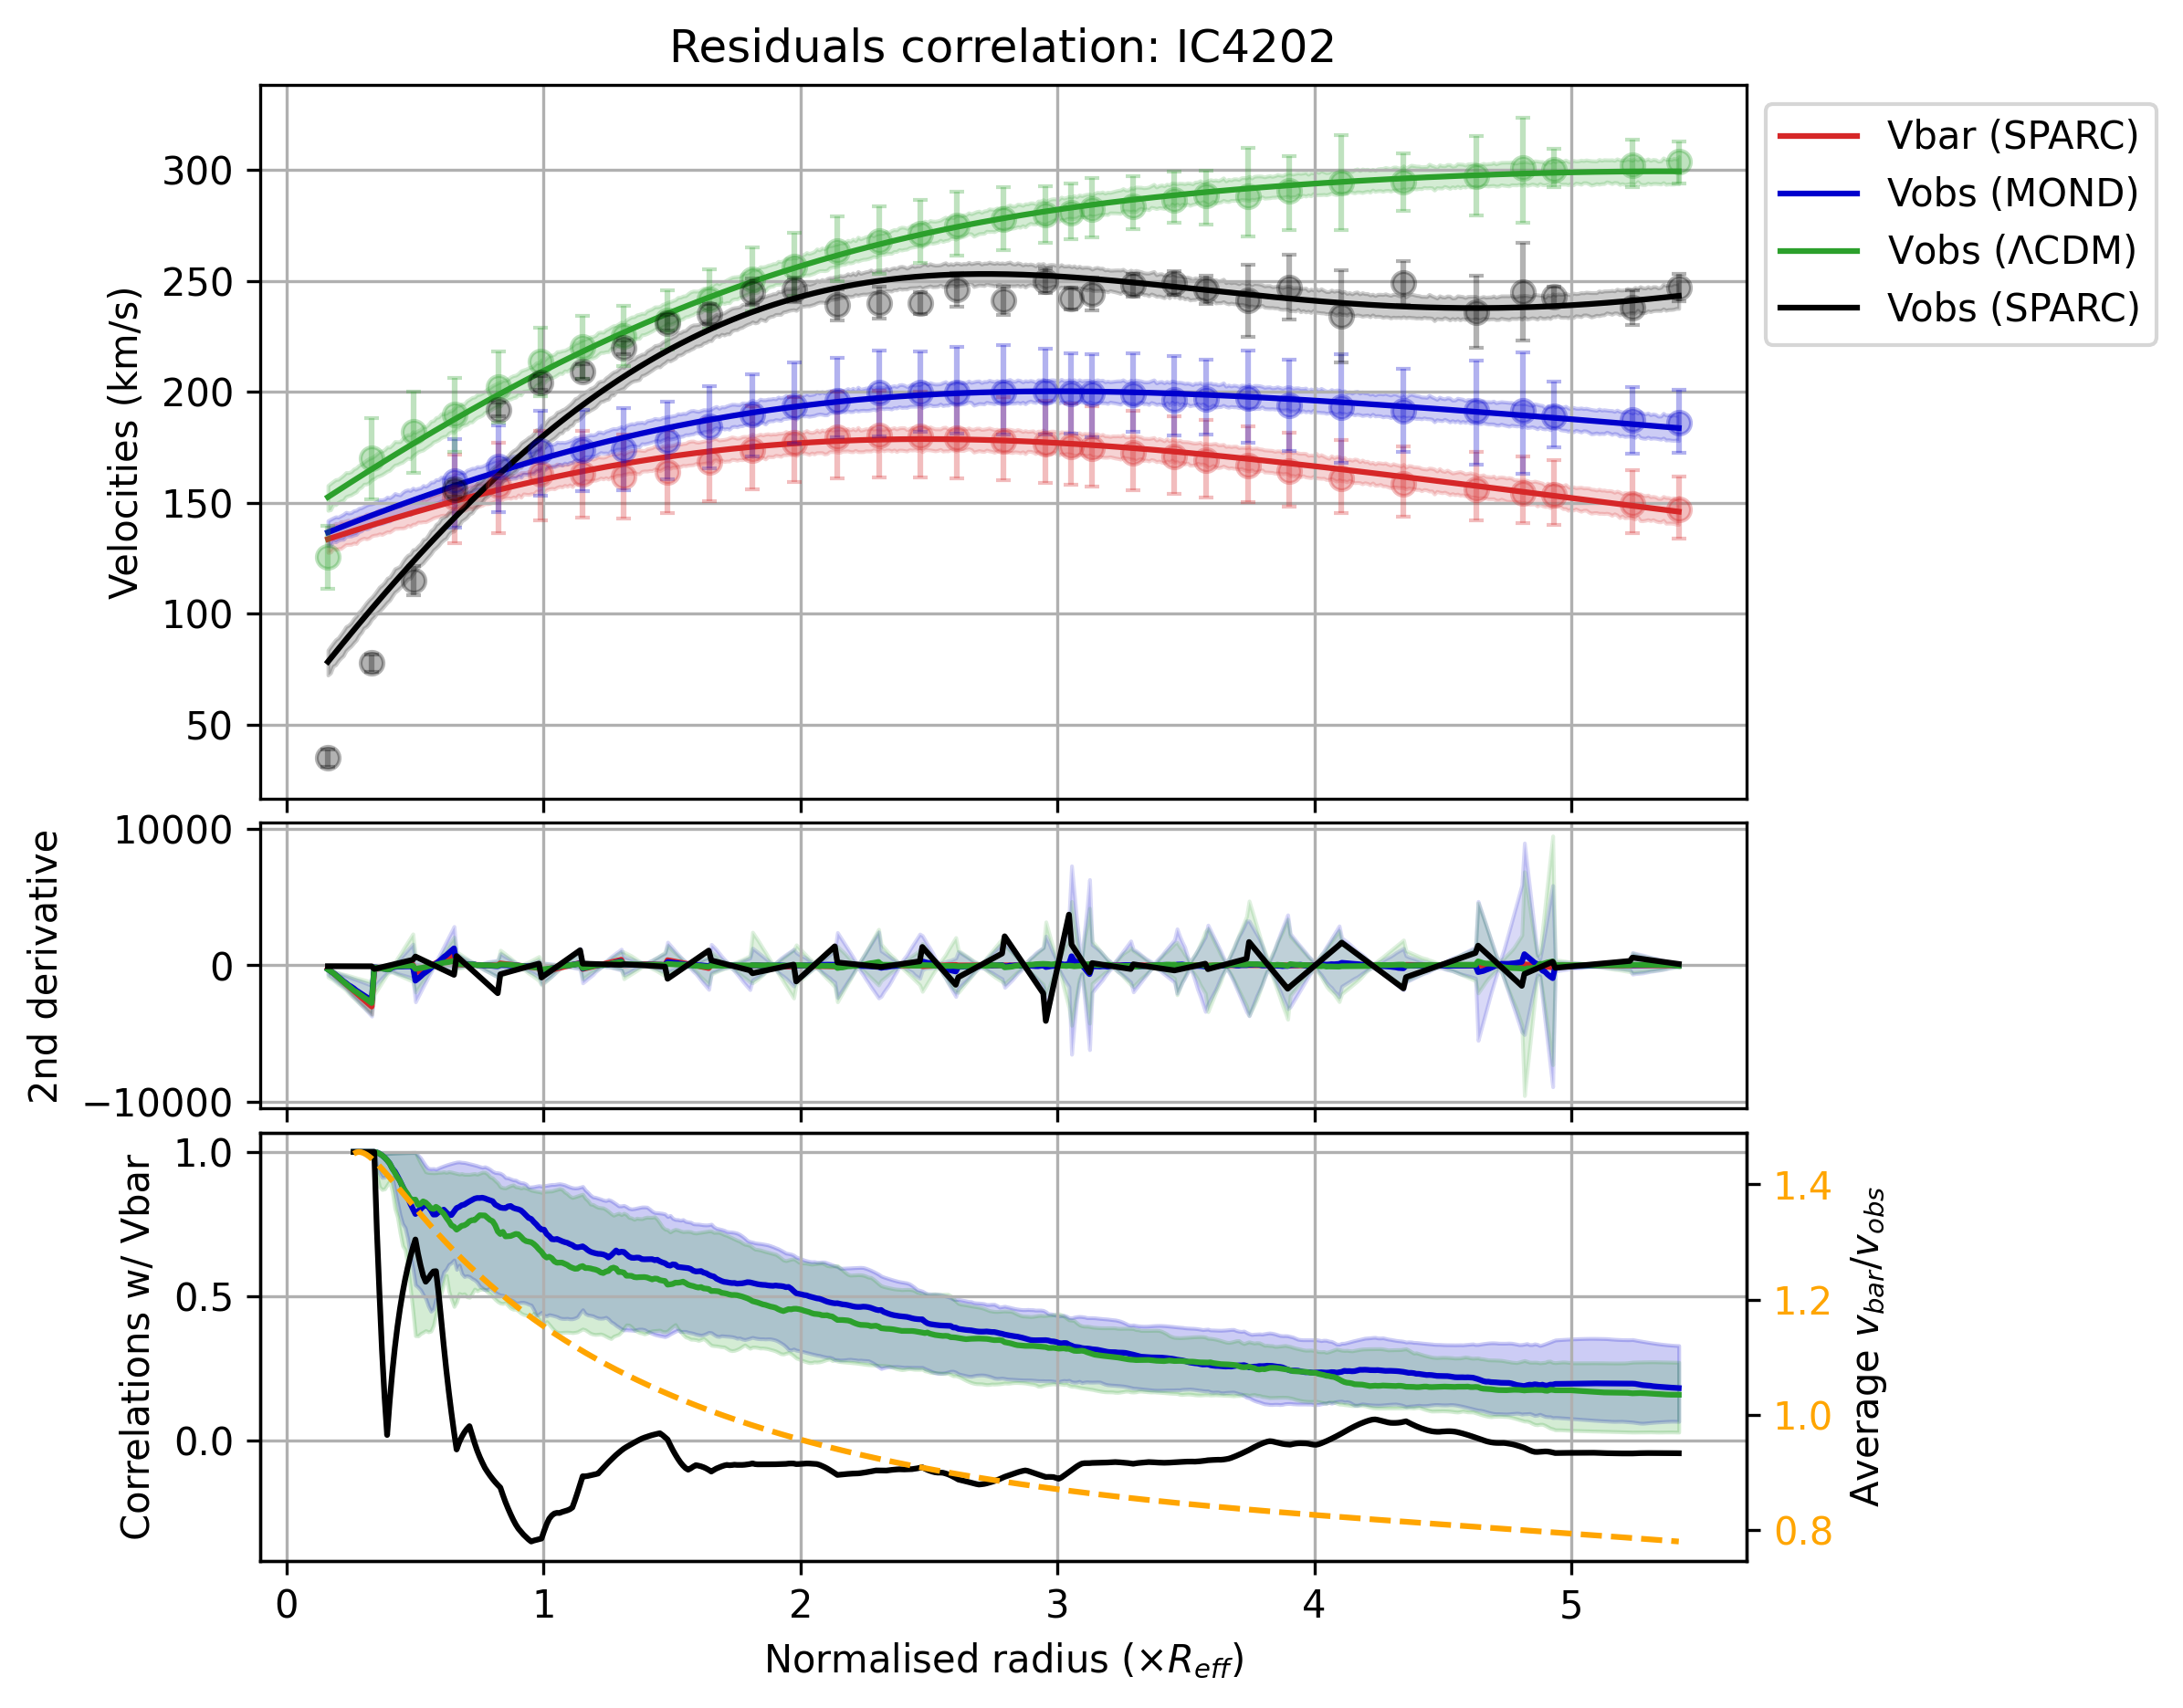 Residuals correlation: IC4202
Velocities (km/s)
300
250
200
150
100
50
Vbar (SPARC)
Vobs (MOND)
Vobs (ΛCDM)
Vobs (SPARC)
2nd derivative
10000
0
−10000
Correlations w/ Vbar
1.0
0.5
0.0
1.4
1.2
1.0
0.8
Average v_bar/v_obs
0 1 2 3 4 5
Normalised radius (×R_eff)